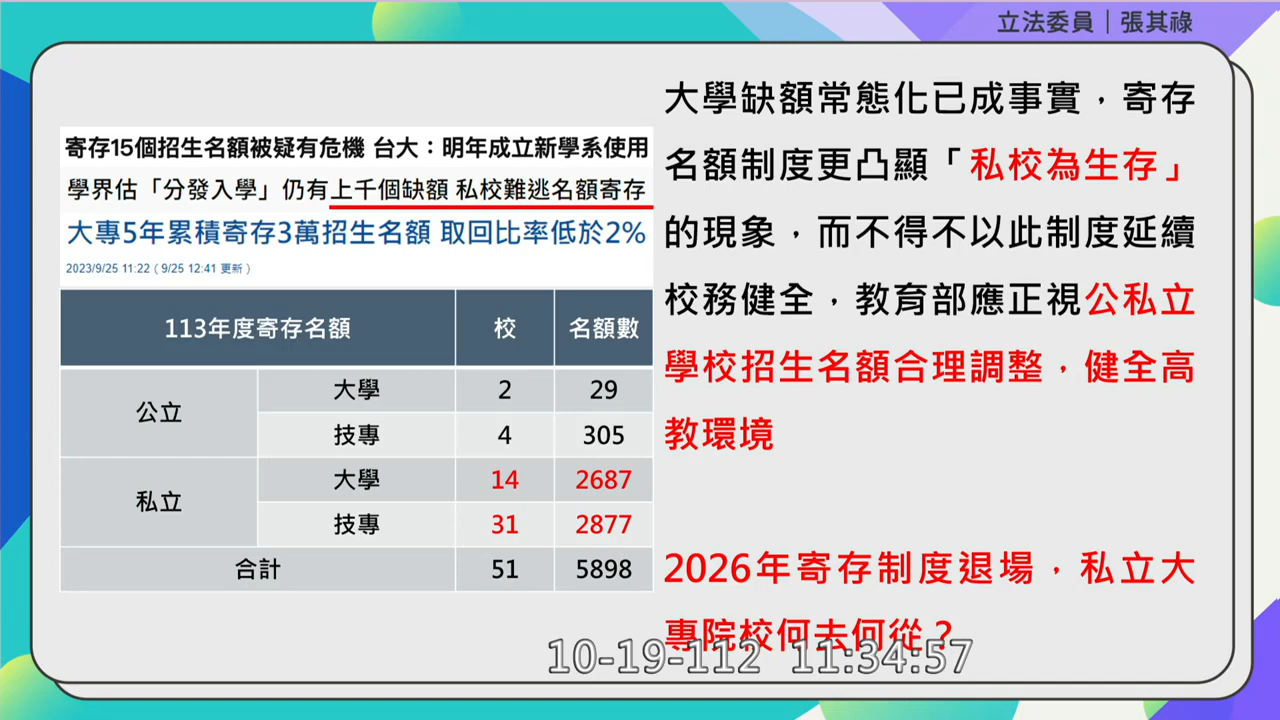 立法委員｜張其祿
寄存15個招生名額被疑有危機 台大：明年成立新學系使用
學界估「分發入學」仍有上千個缺額 私校難逃名額寄存
大專5年累積寄存3萬招生名額 取回比率低於2%
2023/9/25 11:22（9/25 12:41 更新）
113年度寄存名額 校 名額數
公立 大學 2 29
技專 4 305
私立 大學 14 2687
技專 31 2877
合計 51 5898
大學缺額常態化已成事實，寄存
名額制度更凸顯「私校為生存」
的現象，而不得不以此制度延續
校務健全，教育部應正視公私立
學校招生名額合理調整，健全高
教環境
2026年寄存制度退場，私立大
專院校何去何從？
10-19-112 11:34:57